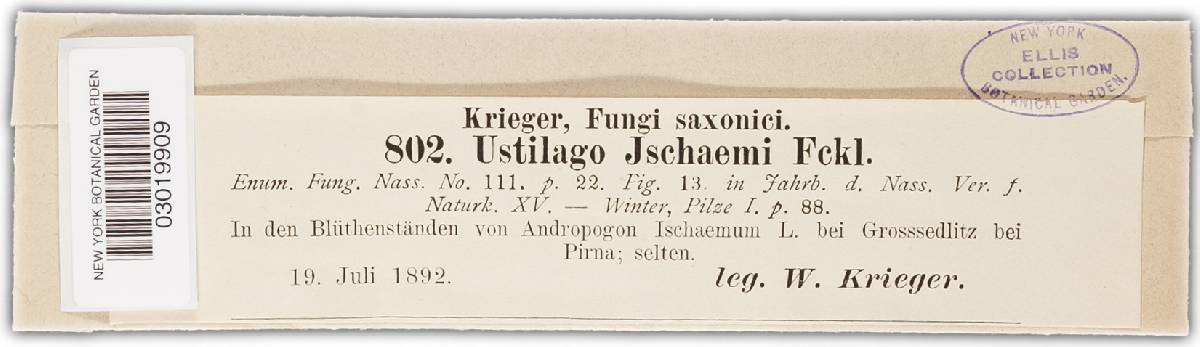 NEW YORK
ELLIS
COLLECTION
BOTANICAL GARDEN.
NEW YORK BOTANICAL GARDEN
03019909
Krieger, Fungi saxonici.
802. Ustilago Jschaemi Fckl.
Enum. Fung. Nass. No. 111. p. 22. Fig. 13. in Jahrb. d. Nass. Ver. f.
Naturk. XV. — Winter, Pilze I. p. 88.
In den Blüthenständen von Andropogon Ischaemum L. bei Grosssedlitz bei
Pirna; selten.
19. Juli 1892. leg. W. Krieger.